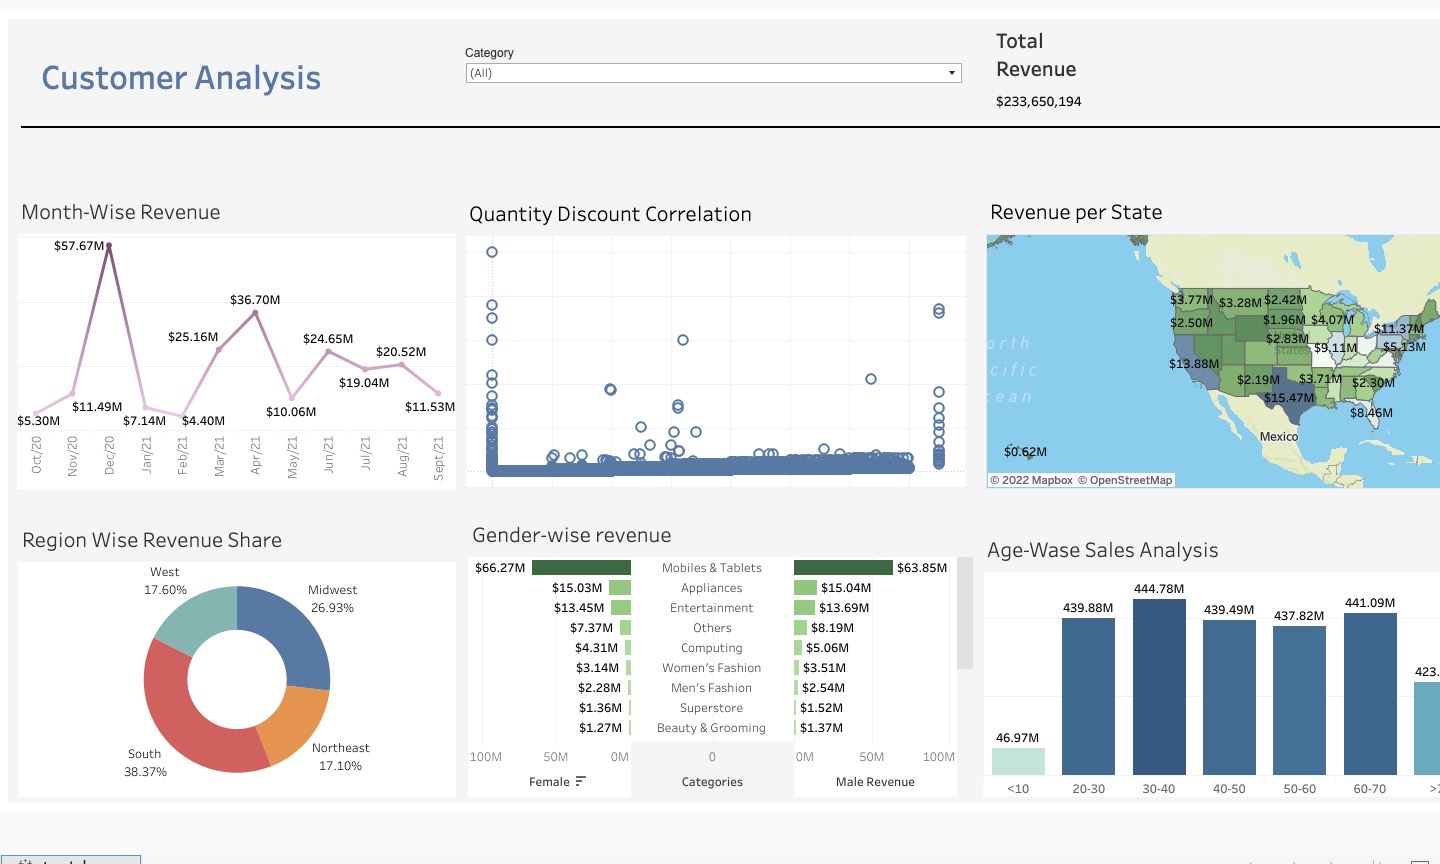 Customer Analysis
Category
(All)
Total
Revenue
$233,650,194
Month-Wise Revenue
$57.67M
$36.70M
$25.16M
$24.65M
$20.52M
$19.04M
$11.49M
$10.06M
$11.53M
$5.30M
$7.14M
$4.40M
Oct/20
Nov/20
Dec/20
Jan/21
Feb/21
Mar/21
Apr/21
May/21
Jun/21
Jul/21
Aug/21
Sept/21
Quantity Discount Correlation
Revenue per State
$3.77M
$3.28M
$2.42M
$2.50M
$1.96M
$4.07M
$11.37M
$2.83M
States
$9.11M
$5.13M
$13.88M
$2.19M
$3.71M
$2.30M
$15.47M
$8.46M
orth
cific
cean
Mexico
$0.62M
© 2022 Mapbox © OpenStreetMap
Region Wise Revenue Share
West
17.60%
Midwest
26.93%
Northeast
17.10%
South
38.37%
Gender-wise revenue
$66.27M Mobiles & Tablets $63.85M
$15.03M Appliances $15.04M
$13.45M Entertainment $13.69M
$7.37M Others $8.19M
$4.31M Computing $5.06M
$3.14M Women's Fashion $3.51M
$2.28M Men's Fashion $2.54M
$1.36M Superstore $1.52M
$1.27M Beauty & Grooming $1.37M
100M 50M 0M 0 0M 50M 100M
Female Categories Male Revenue
Age-Wase Sales Analysis
46.97M
439.88M
444.78M
439.49M
437.82M
441.09M
423.
<10 20-30 30-40 40-50 50-60 60-70 >7